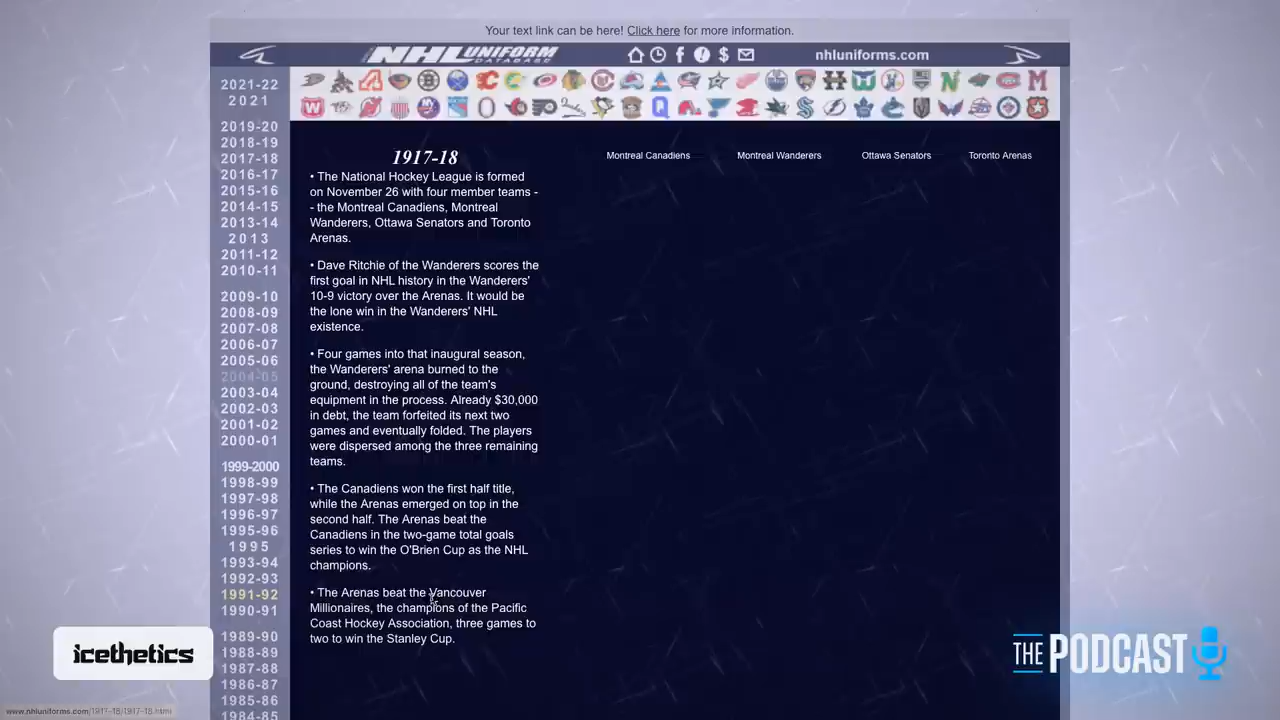 Your text link can be here! Click here for more information.
NHL UNIFORM DATABASE
nhluniforms.com
2021-22
2021
2019-20
2018-19
2017-18
2016-17
2015-16
2014-15
2013-14
2013
2011-12
2010-11
2009-10
2008-09
2007-08
2006-07
2005-06
2004-05
2003-04
2002-03
2001-02
2000-01
1999-2000
1998-99
1997-98
1996-97
1995-96
1995
1993-94
1992-93
1991-92
1990-91
1989-90
1988-89
1987-88
1986-87
1985-86
1984-85
1917-18
• The National Hockey League is formed
on November 26 with four member teams -
- the Montreal Canadiens, Montreal
Wanderers, Ottawa Senators and Toronto
Arenas.
• Dave Ritchie of the Wanderers scores the
first goal in NHL history in the Wanderers'
10-9 victory over the Arenas. It would be
the lone win in the Wanderers' NHL
existence.
• Four games into that inaugural season,
the Wanderers' arena burned to the
ground, destroying all of the team's
equipment in the process. Already $30,000
in debt, the team forfeited its next two
games and eventually folded. The players
were dispersed among the three remaining
teams.
• The Canadiens won the first half title,
while the Arenas emerged on top in the
second half. The Arenas beat the
Canadiens in the two-game total goals
series to win the O'Brien Cup as the NHL
champions.
• The Arenas beat the Vancouver
Millionaires, the champions of the Pacific
Coast Hockey Association, three games to
two to win the Stanley Cup.
Montreal Canadiens
Montreal Wanderers
Ottawa Senators
Toronto Arenas
icethetics
THE PODCAST
www.nhluniforms.com/1917-18/1917-18.html